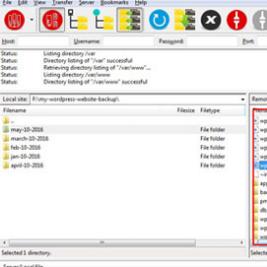 File Edit View Transfer Server Bookmarks Help
Host: Username: Password: Port:
Status: Listing directory /var
Status: Directory listing of "/var" successful
Status: Retrieving directory listing of "/var/www"...
Status: Listing directory /var/www
Status: Directory listing of "/var/www" successful
Local site: F:\my-wordpress-website-backup\
Filename Filesize Filetype
..
may-10-2016 File folder
march-10-2016 File folder
feb-10-2016 File folder
jan-10-2016 File folder
april-10-2016 File folder
Selected 1 directory.